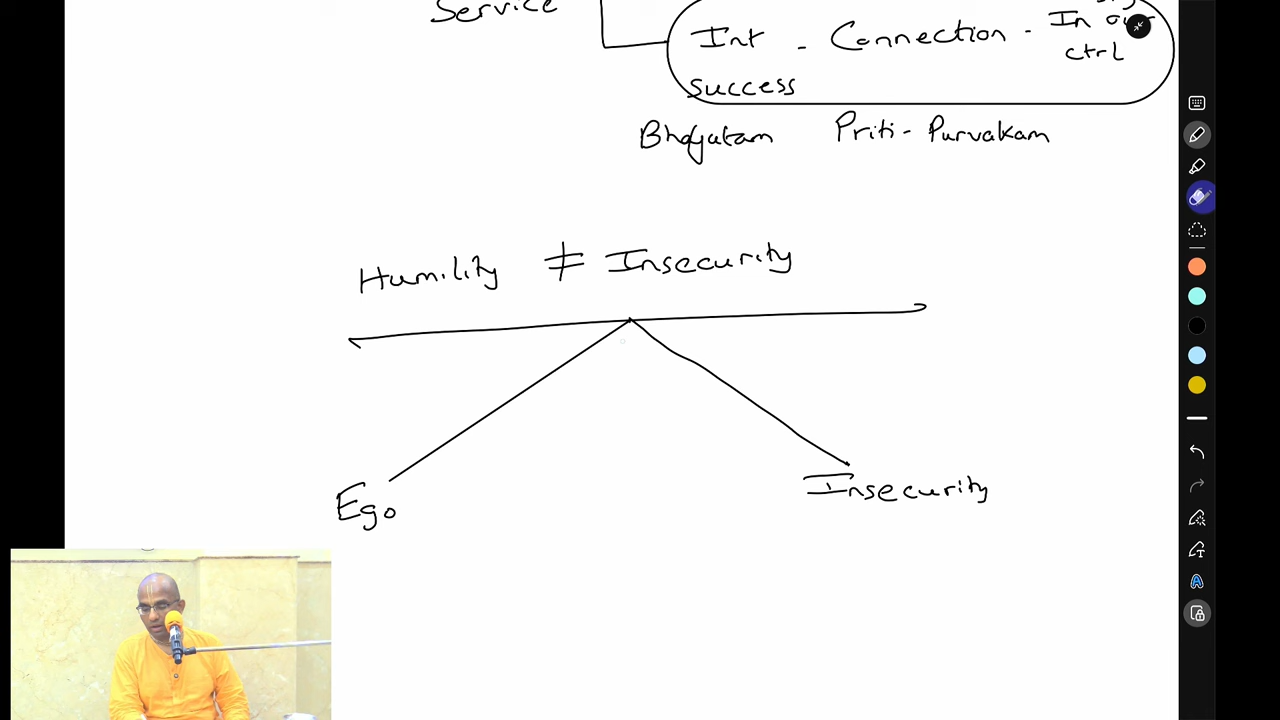 Service
Int - Connection - In our
ctrl
success
Bhajatam Priti - Purvakam
Humility ≠ Insecurity
Ego
Insecurity